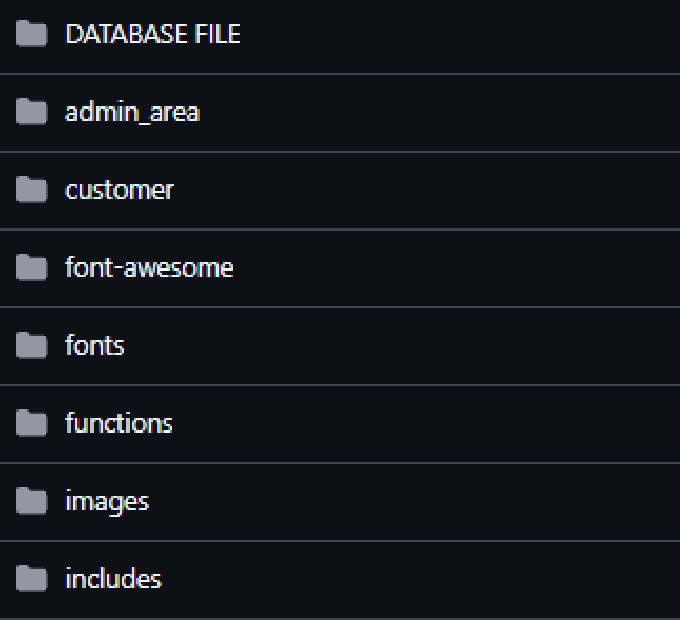 DATABASE FILE
admin_area
customer
font-awesome
fonts
functions
images
includes